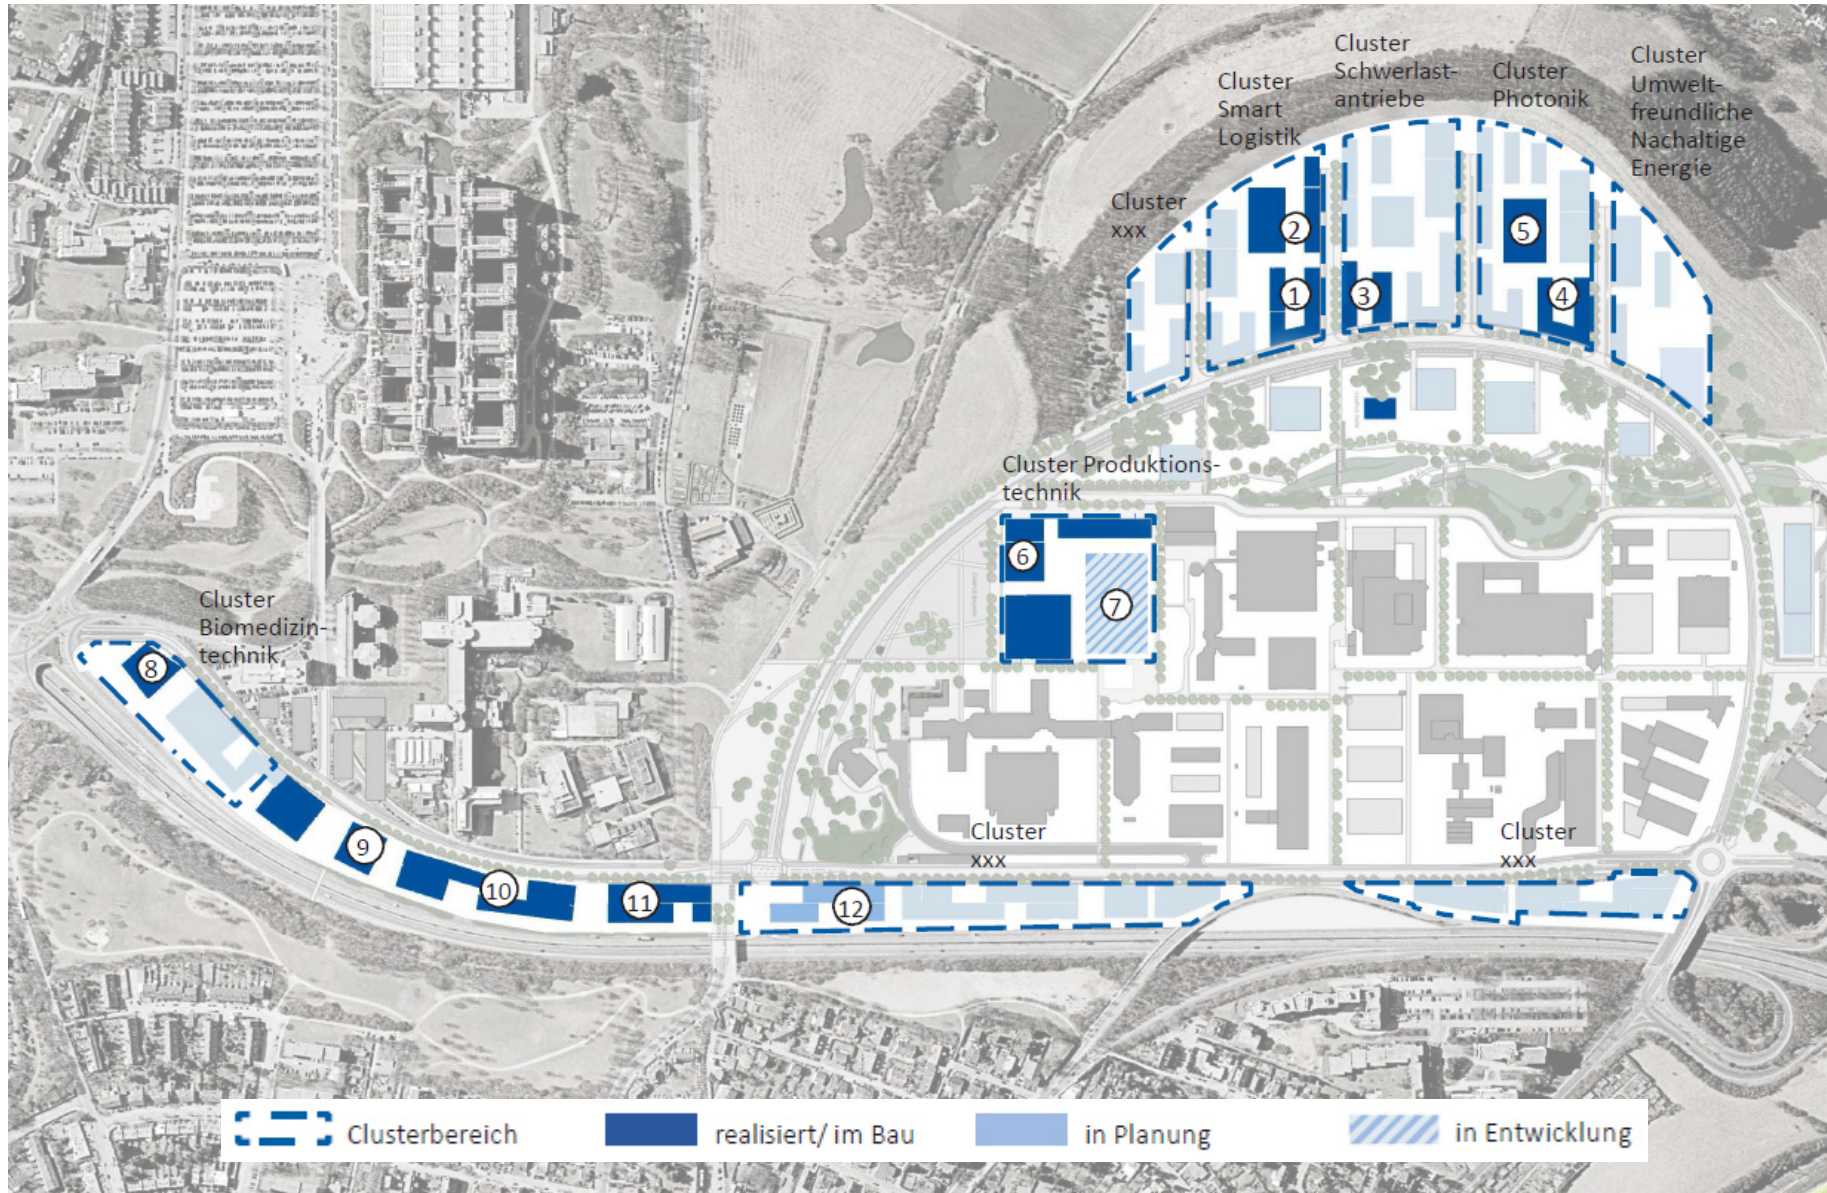 Cluster
Schwerlast-
antriebe
Cluster
Smart
Logistik
Cluster
Photonik
Cluster
Umwelt-
freundliche
Nachaltige
Energie
Cluster
xxx
2
5
1
3
4
Cluster Produktions-
technik
6
7
Cluster
Biomedizin-
technik
8
Cluster
xxx
Cluster
xxx
9
10
11
12
Clusterbereich
realisiert/ im Bau
in Planung
in Entwicklung